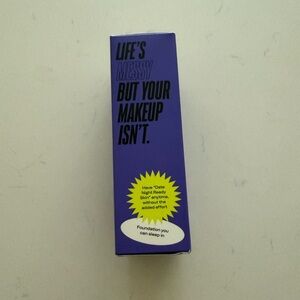 LIFE'S
MESSY
BUT YOUR
MAKEUP
ISN'T.
Have "Date
Night Ready
Skin" anytime,
without the
added effort
Foundation you
can sleep in